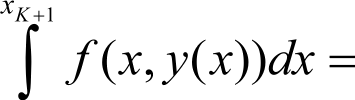 x_{K+1}
∫ f(x, y(x))dx =